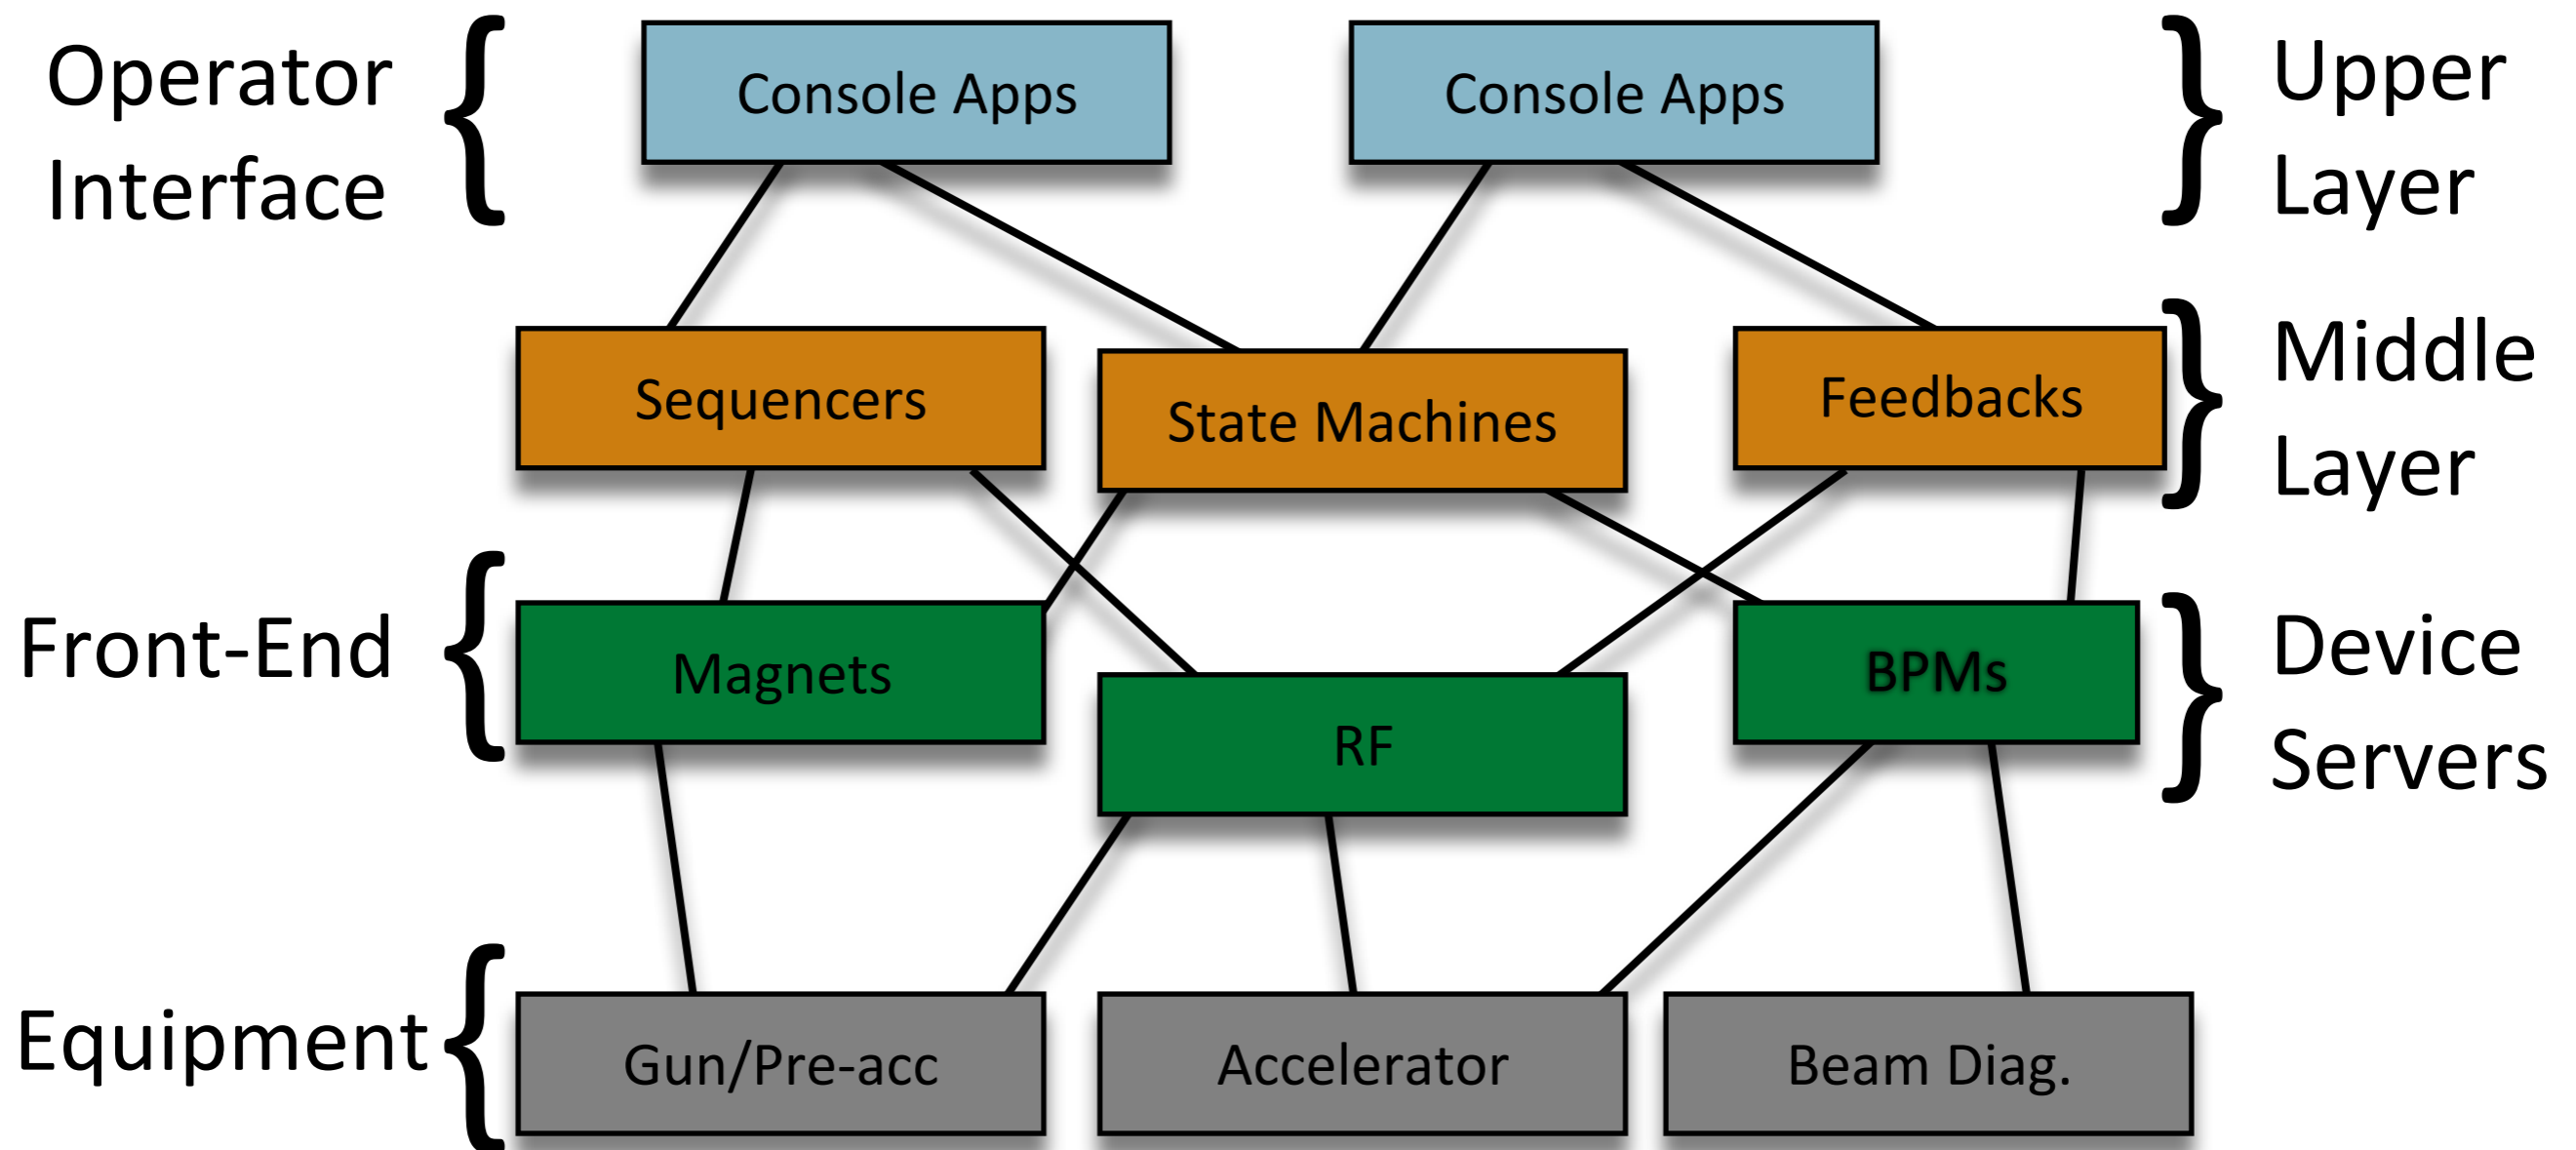 Operator
Interface
Console Apps
Console Apps
Upper
Layer
Sequencers
State Machines
Feedbacks
Middle
Layer
Front-End
Magnets
RF
BPMs
Device
Servers
Equipment
Gun/Pre-acc
Accelerator
Beam Diag.